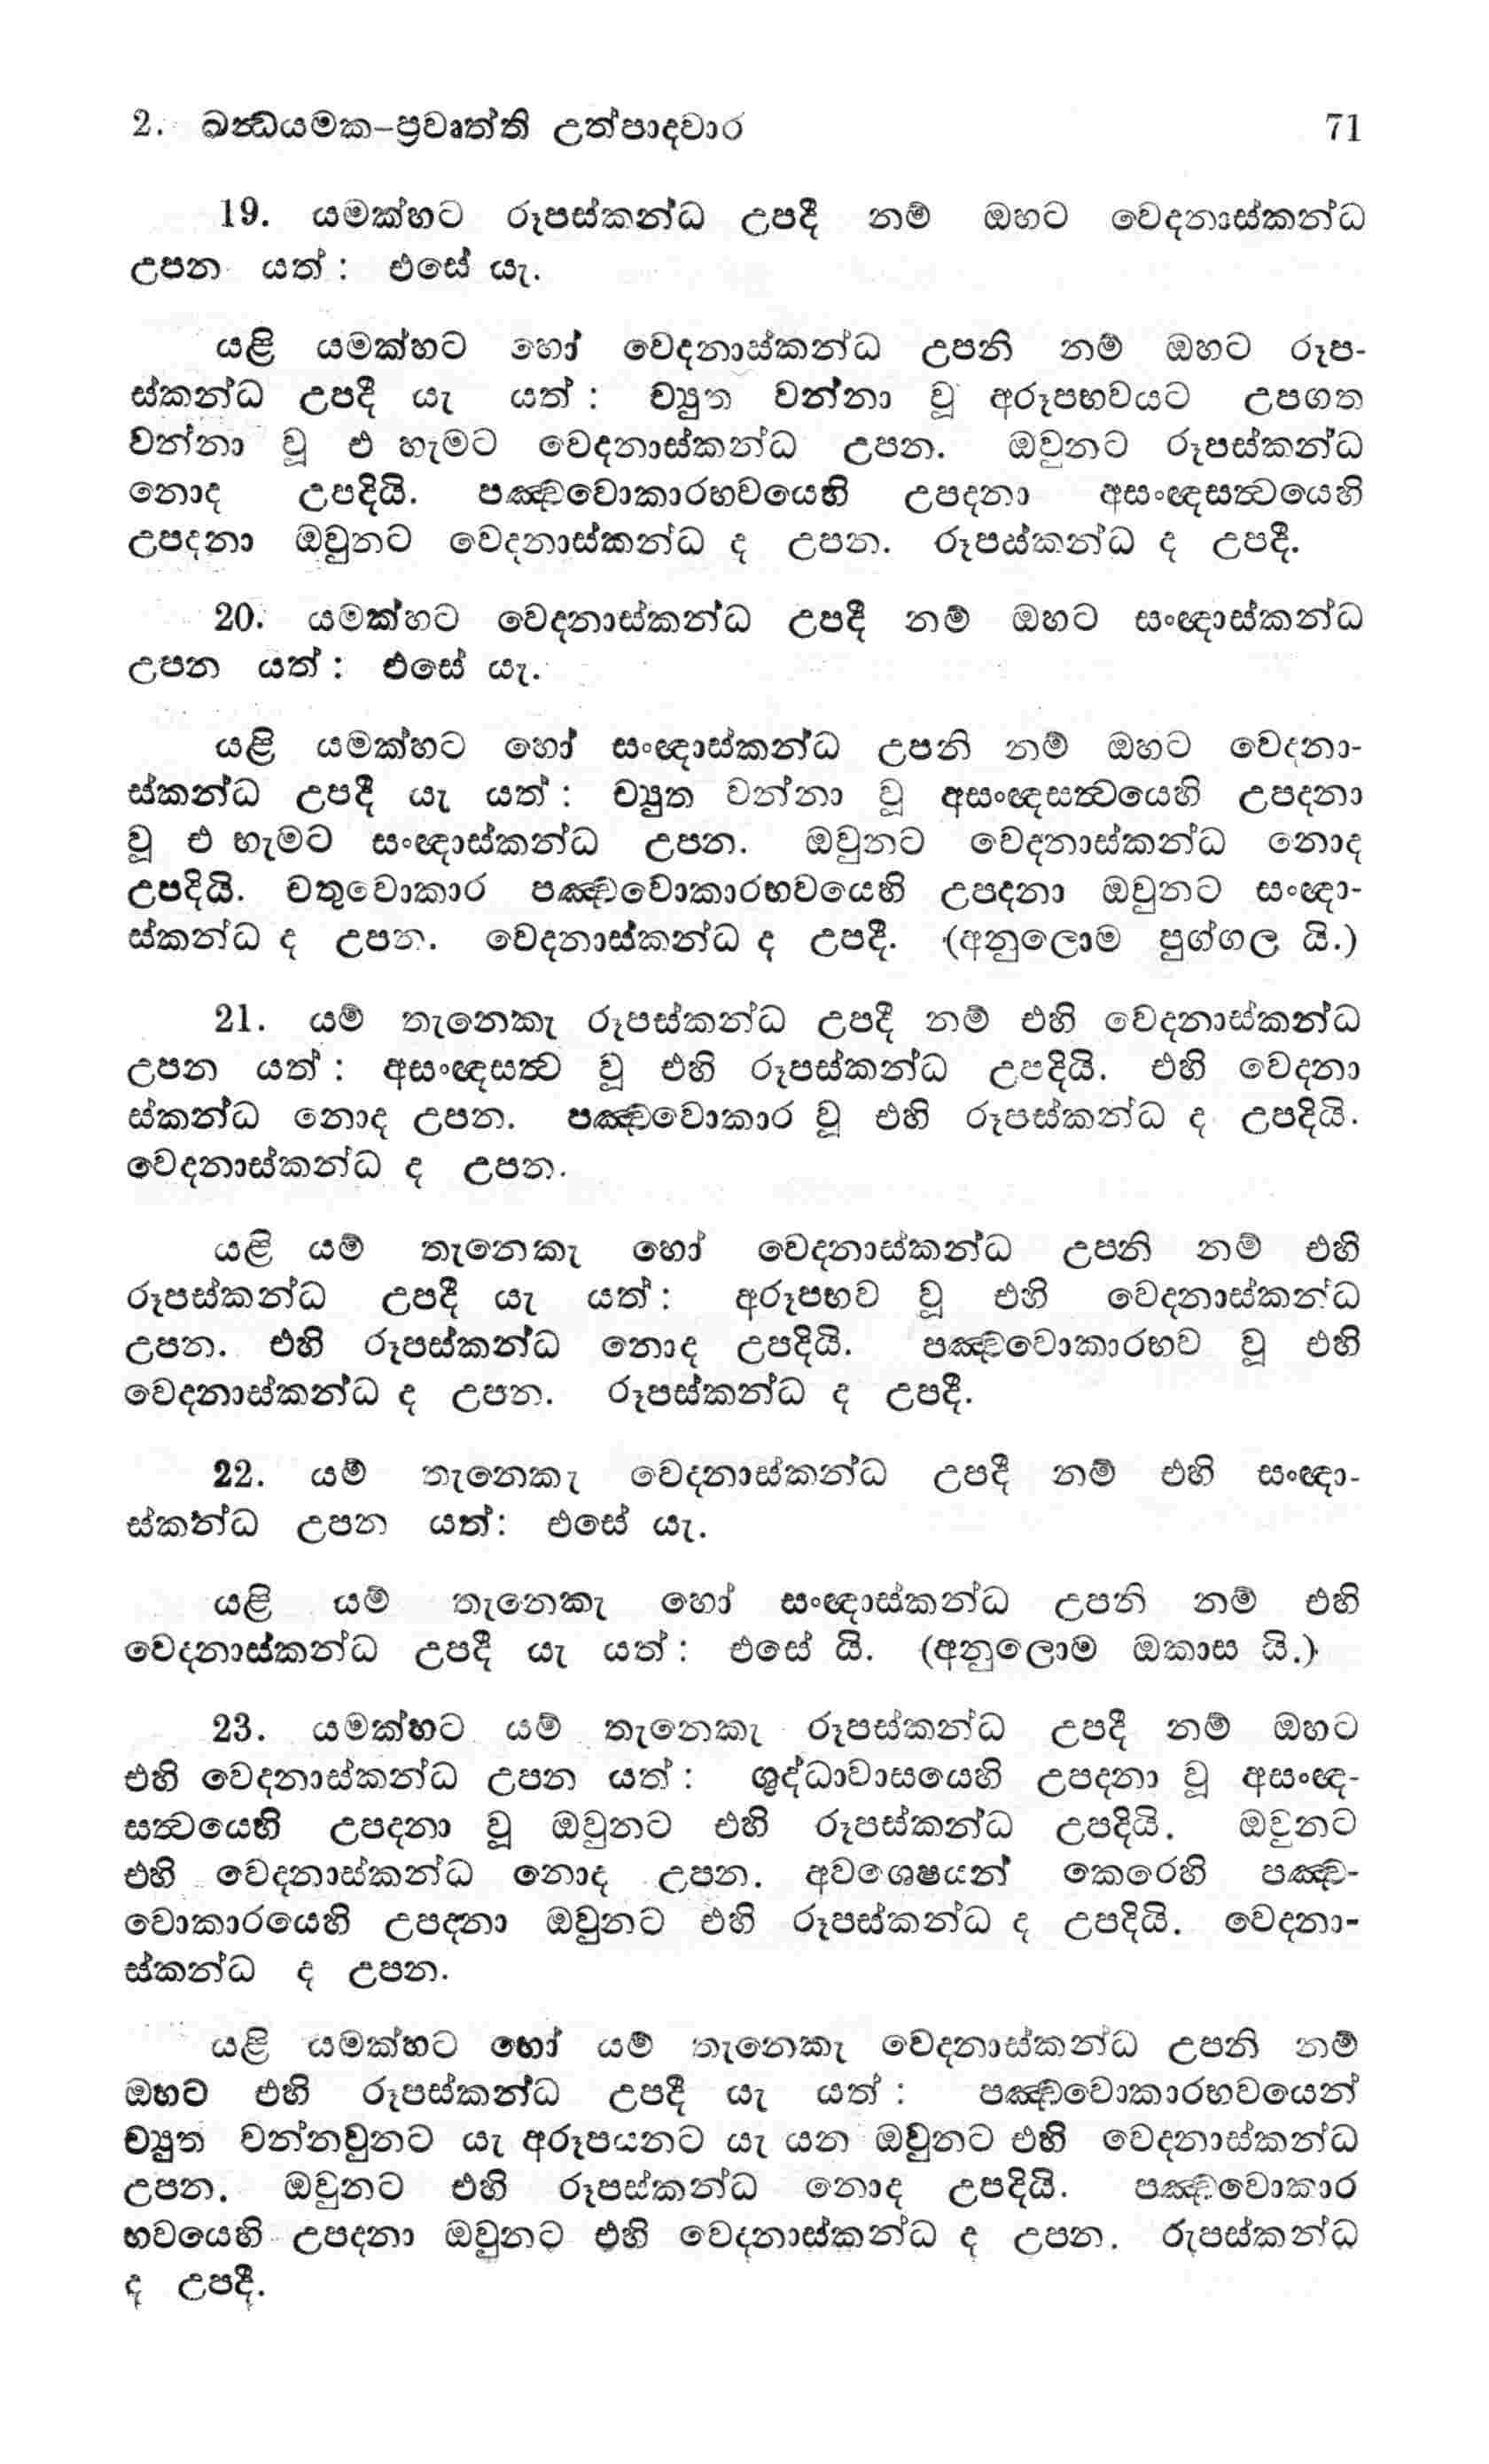 2. ඛන්‍ධයමක–ප්‍රවෘත්ති උත්පාදවාර 71
19. යමක්හට රූපස්කන්ධ උපදී නම් ඔහට වෙදනාස්කන්ධ
උපන යත් : එසේ යැ.
යළි යමක්හට හෝ වෙදනාස්කන්ධ උපනි නම් ඔහට රූප-
ස්කන්ධ උපදී යැ යත් : ච්‍යුත වන්නා වූ අරූපභවයට උපගත
වන්නා වූ එ හැමට වෙදනාස්කන්ධ උපන. ඔවුනට රූපස්කන්ධ
නොද උපදියි. පඤ්ච‍වොකාරභවයෙහි උපදනා අසංඥසත්‍වයෙහි
උපදනා ඔවුනට වෙදනාස්කන්ධ ද උපන. රූපස්කන්ධ ද උපදී.
20. යමක්හට වෙදනාස්කන්ධ උපදී නම් ඔහට සංඥාස්කන්ධ
උපන යත් : එසේ යැ.
යළි යමක්හට හෝ සංඥාස්කන්ධ උපනි නම් ඔහට වෙදනා-
ස්කන්ධ උපදී යැ යත් : ච්‍යුත වන්නා වූ අසංඥසත්‍වයෙහි උපදනා
වූ එ හැමට සංඥාස්කන්ධ උපන. ඔවුනට වෙදනාස්කන්ධ නොද
උපදියි. චතුවොකාර පඤ්චවොකාරභවයෙහි උපදනා ඔවුනට සංඥා-
ස්කන්ධ ද උපන. වෙදනාස්කන්ධ ද උපදී. (අනුලොම පුග්ගල යි.)
21. යම් තැනෙකැ රූපස්කන්ධ උපදී නම් එහි වෙදනාස්කන්ධ
උපන යත් : අසංඥසත්‍ව වූ එහි රූපස්කන්ධ උපදියි. එහි වෙදනා
ස්කන්ධ නොද උපන. පඤ්චවොකාර වූ එහි රූපස්කන්ධ ද උපදියි.
වෙදනාස්කන්ධ ද උපන.
යළි යම් තැනෙකැ හෝ වෙදනාස්කන්ධ උපනි නම් එහි
රූපස්කන්ධ උපදී යැ යත් : අරූපභව වූ එහි වෙදනාස්කන්ධ
උපන. එහි රූපස්කන්ධ නොද උපදියි. පඤ්චවොකාරභව වූ එහි
වෙදනාස්කන්ධ ද උපන. රූපස්කන්ධ ද උපදී.
22. යම් තැනෙකැ වෙදනාස්කන්ධ උපදී නම් එහි සංඥා-
ස්කන්ධ උපන යත්: එසේ යැ.
යළි යම් තැනෙකැ හෝ සංඥාස්කන්ධ උපනි නම් එහි
වෙදනාස්කන්ධ උපදී යැ යත් : එසේ යි. (අනුලොම ඔකාස යි.)
23. යමක්හට යම් තැනෙකැ රූපස්කන්ධ උපදී නම් ඔහට
එහි වෙදනාස්කන්ධ උපන යත් : ශුද්ධාවාසයෙහි උපදනා වූ අසංඥ-
සත්‍වයෙහි උපදනා වූ ඔවුනට එහි රූපස්කන්ධ උපදියි. ඔවුනට
එහි වෙදනාස්කන්ධ නොද උපන. අවශෙෂයන් කෙරෙහි පඤ්ච-
වොකාරයෙහි උපදනා ඔවුනට එහි රූපස්කන්ධ ද උපදියි. වෙදනා-
ස්කන්ධ ද උපන.
යළි යමක්හට හෝ යම් තැනෙකැ වෙදනාස්කන්ධ උපනි නම්
ඔහට එහි රූපස්කන්ධ උපදී යැ යත් : පඤ්චවොකාරභවයෙන්
ච්‍යුත වන්නවුනට යැ අරූපයනට යැ යන ඔවුනට එහි වෙදනාස්කන්ධ
උපන. ඔවුනට එහි රූපස්කන්ධ නොද උපදියි. පඤ්චවොකාර
භවයෙහි උපදනා ඔවුනට එහි වෙදනාස්කන්ධ ද උපන. රුපස්කන්ධ
ද උපදී.